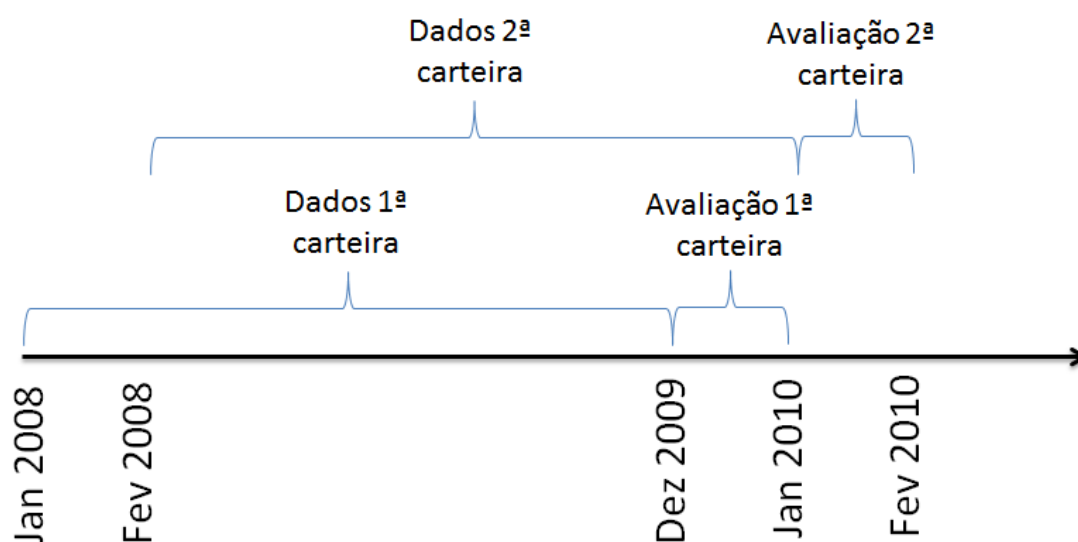 Dados 2ª
carteira
Avaliação 2ª
carteira
Dados 1ª
carteira
Avaliação 1ª
carteira
Jan 2008
Fev 2008
Dez 2009
Jan 2010
Fev 2010